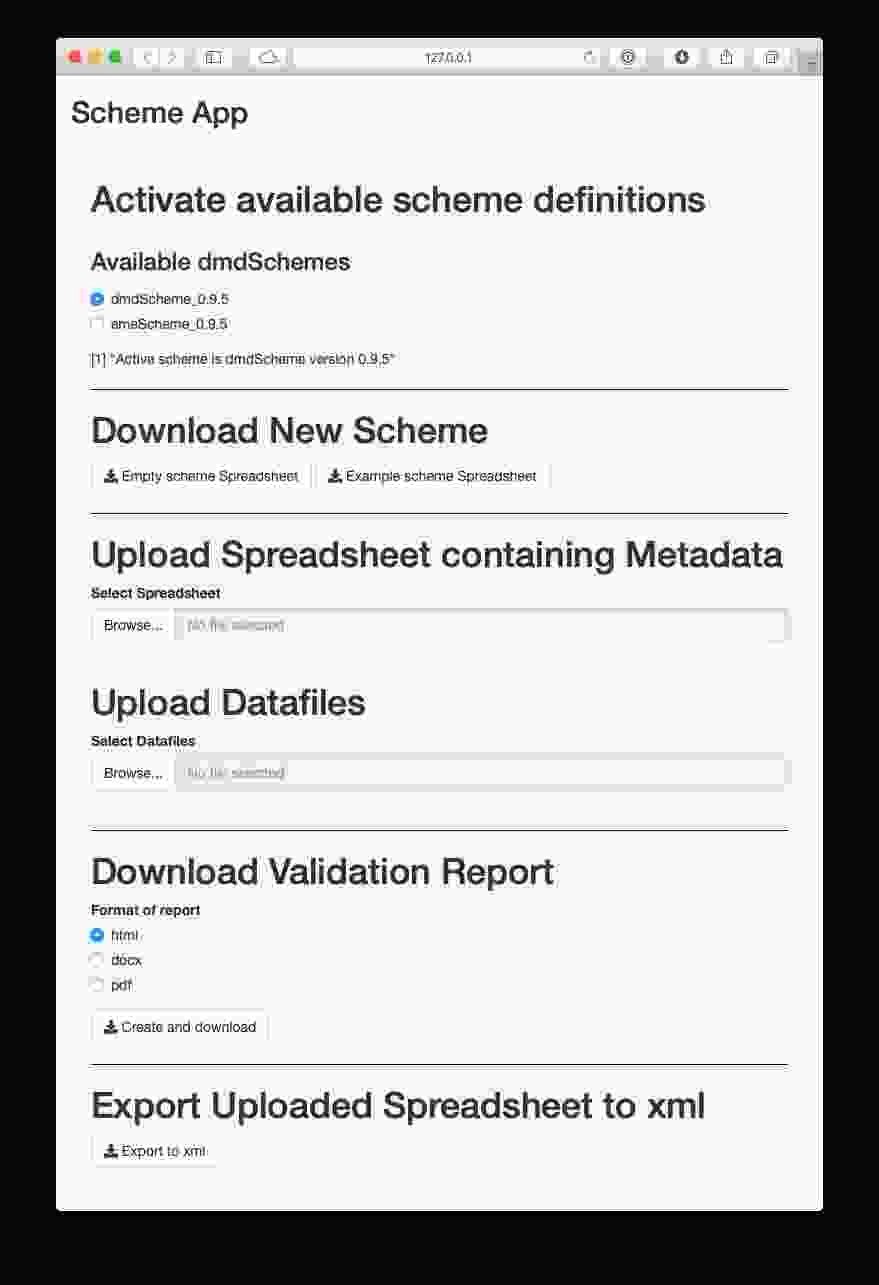 127.0.0.1
Scheme App
Activate available scheme definitions
Available dmdSchemes
dmdScheme_0.9.5
emeScheme_0.9.5
[1] "Active scheme is dmdScheme version 0.9.5"
Download New Scheme
Empty scheme Spreadsheet Example scheme Spreadsheet
Upload Spreadsheet containing Metadata
Select Spreadsheet
Browse... No file selected
Upload Datafiles
Select Datafiles
Browse... No file selected
Download Validation Report
Format of report
html
docx
pdf
Create and download
Export Uploaded Spreadsheet to xml
Export to xml